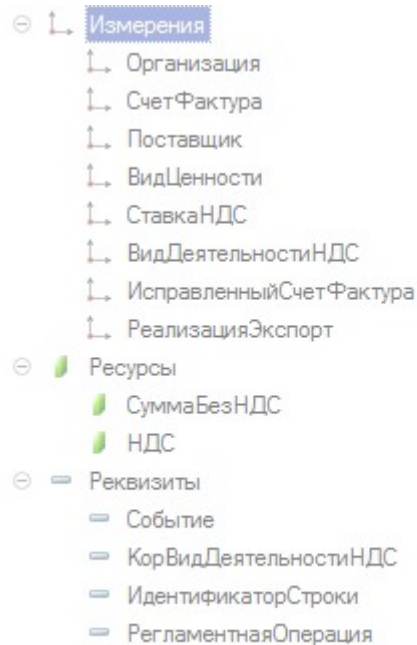 Измерения
Организация
СчетФактура
Поставщик
ВидЦенности
СтавкаНДС
ВидДеятельностиНДС
ИсправленныйСчетФактура
РеализацияЭкспорт
Ресурсы
СуммаБезНДС
НДС
Реквизиты
Событие
КорВидДеятельностиНДС
ИдентификаторСтроки
РегламентнаяОперация